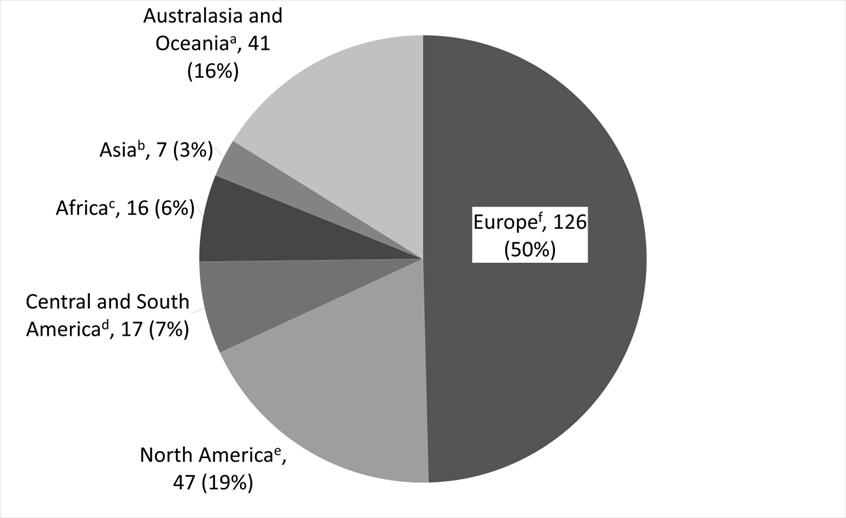 Australasia and
Oceaniaᵃ, 41
(16%)
Asiaᵇ, 7 (3%)
Africaᶜ, 16 (6%)
Europeᶠ, 126
(50%)
Central and South
Americaᵈ, 17 (7%)
North Americaᵉ,
47 (19%)